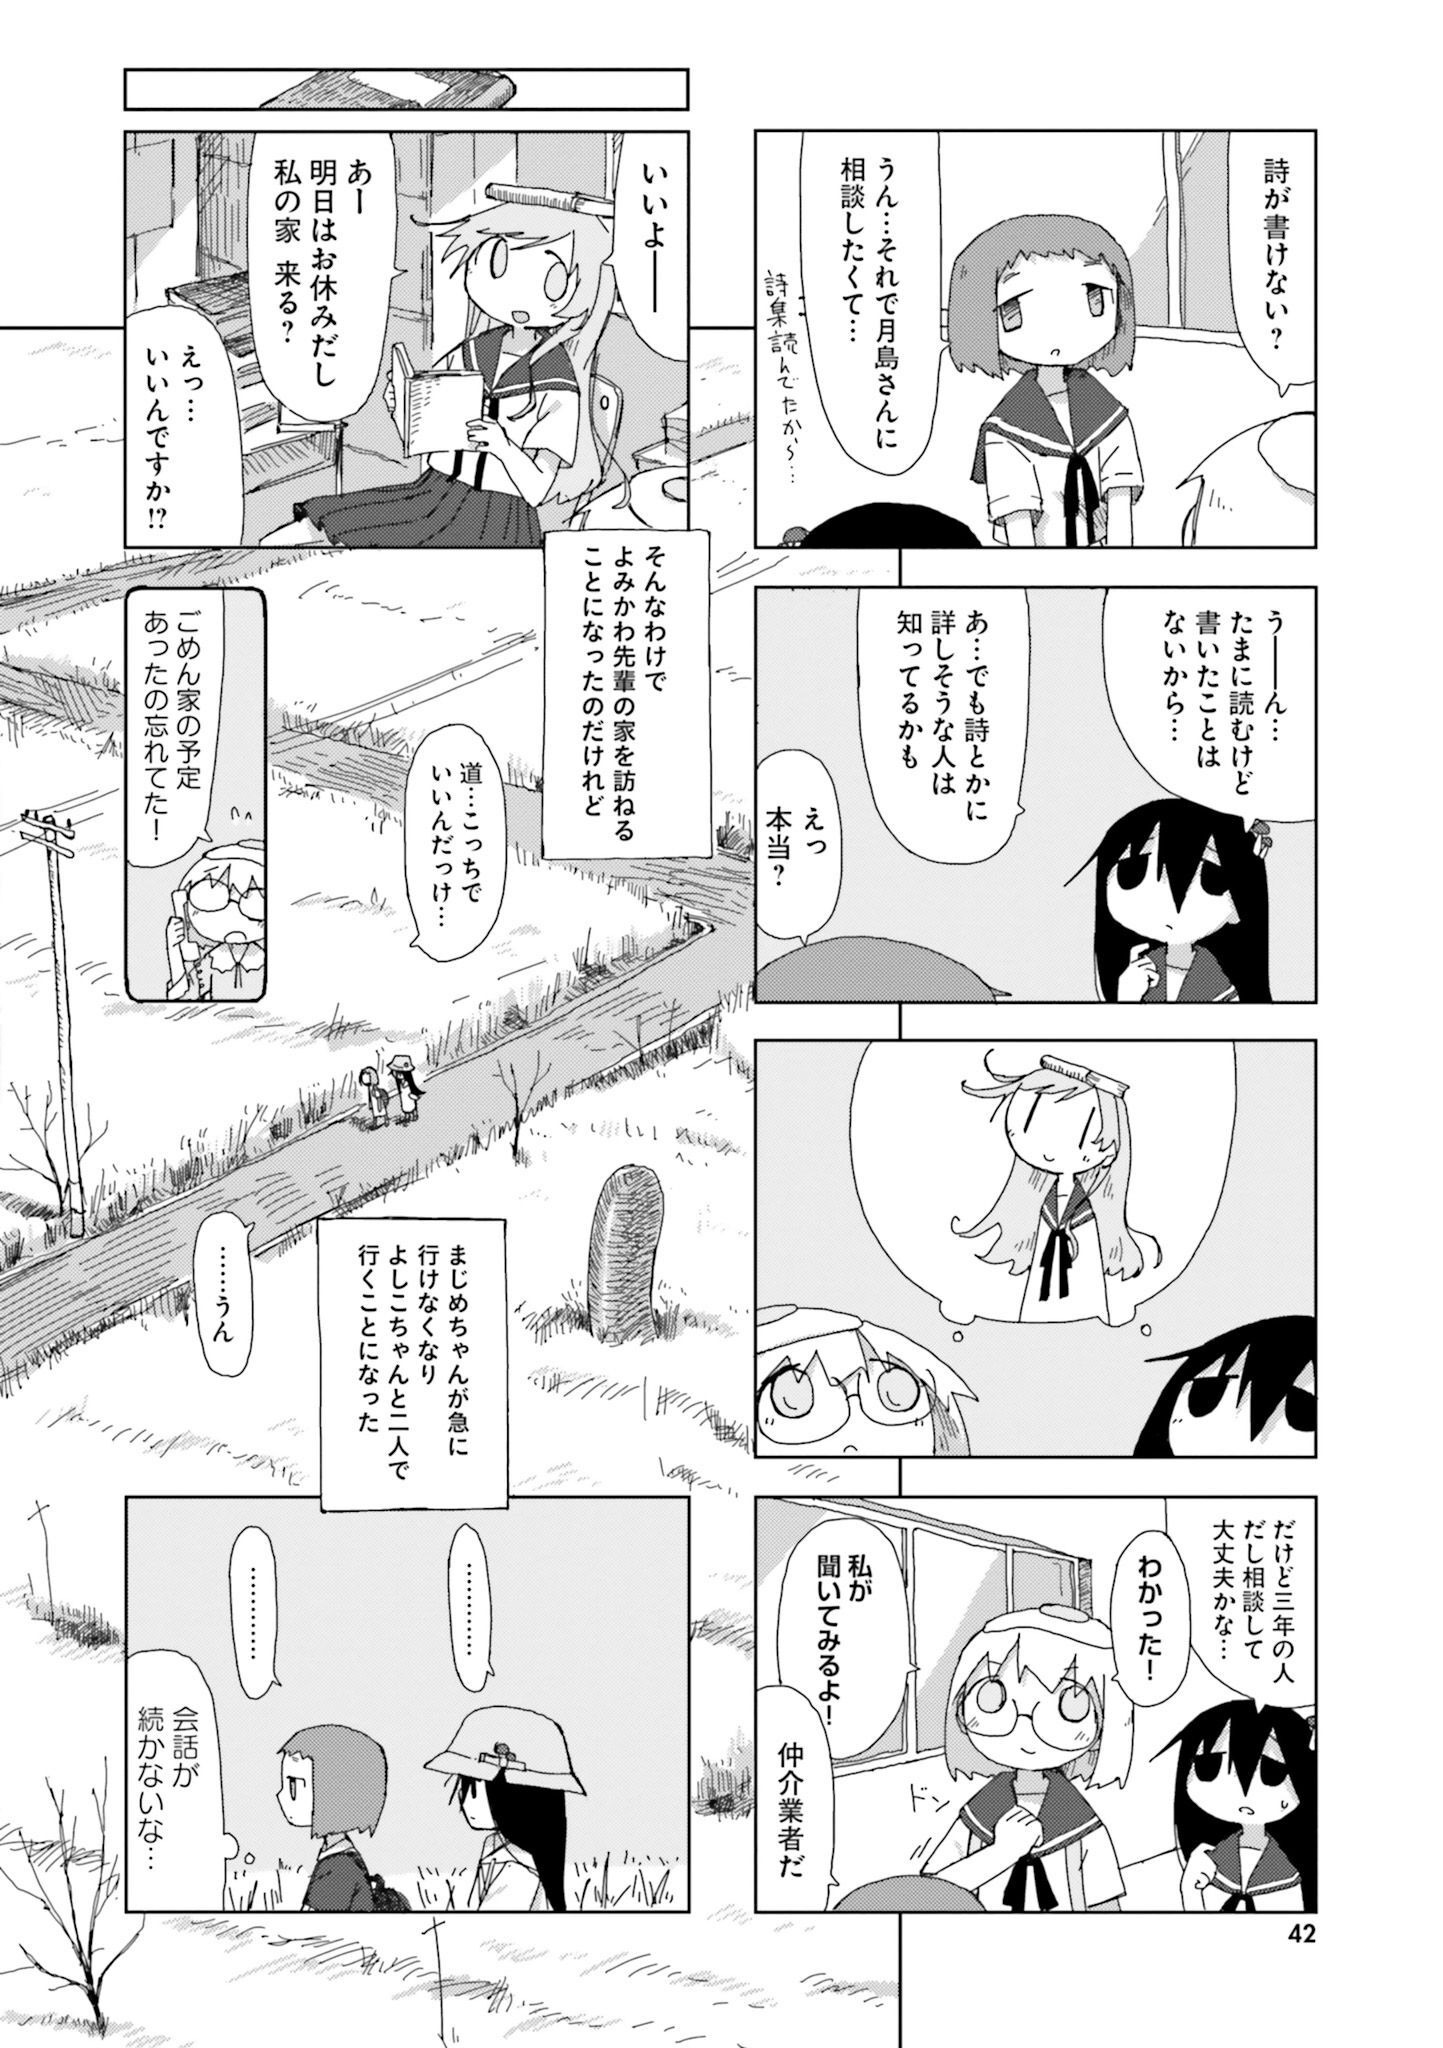 詩が書けない？
うん…それで月島さんに
相談したくて…
詩集読んでたから〜…
うーーん…
たまに読むけど
書いたことは
ないから…
あ…でも詩とかに
詳しそうな人は
知ってるかも
えっ
本当？
だけど三年の人
だし相談して
大丈夫かな…
わかった！
私が
聞いてみるよ！
ドン
仲介業者だ
いいよーー
あー
明日はお休みだし
私の家 来る？
えっ…
いいんですか!?
そんなわけで
よみかわ先輩の家を訪ねる
ことになったのだけれど
道…こっちで
いいんだっけ…
ごめん家の予定
あったの忘れてた！
まじめちゃんが急に
行けなくなり
よしこちゃんと二人で
行くことになった
……うん
…………
…………
会話が
続かないな…
42